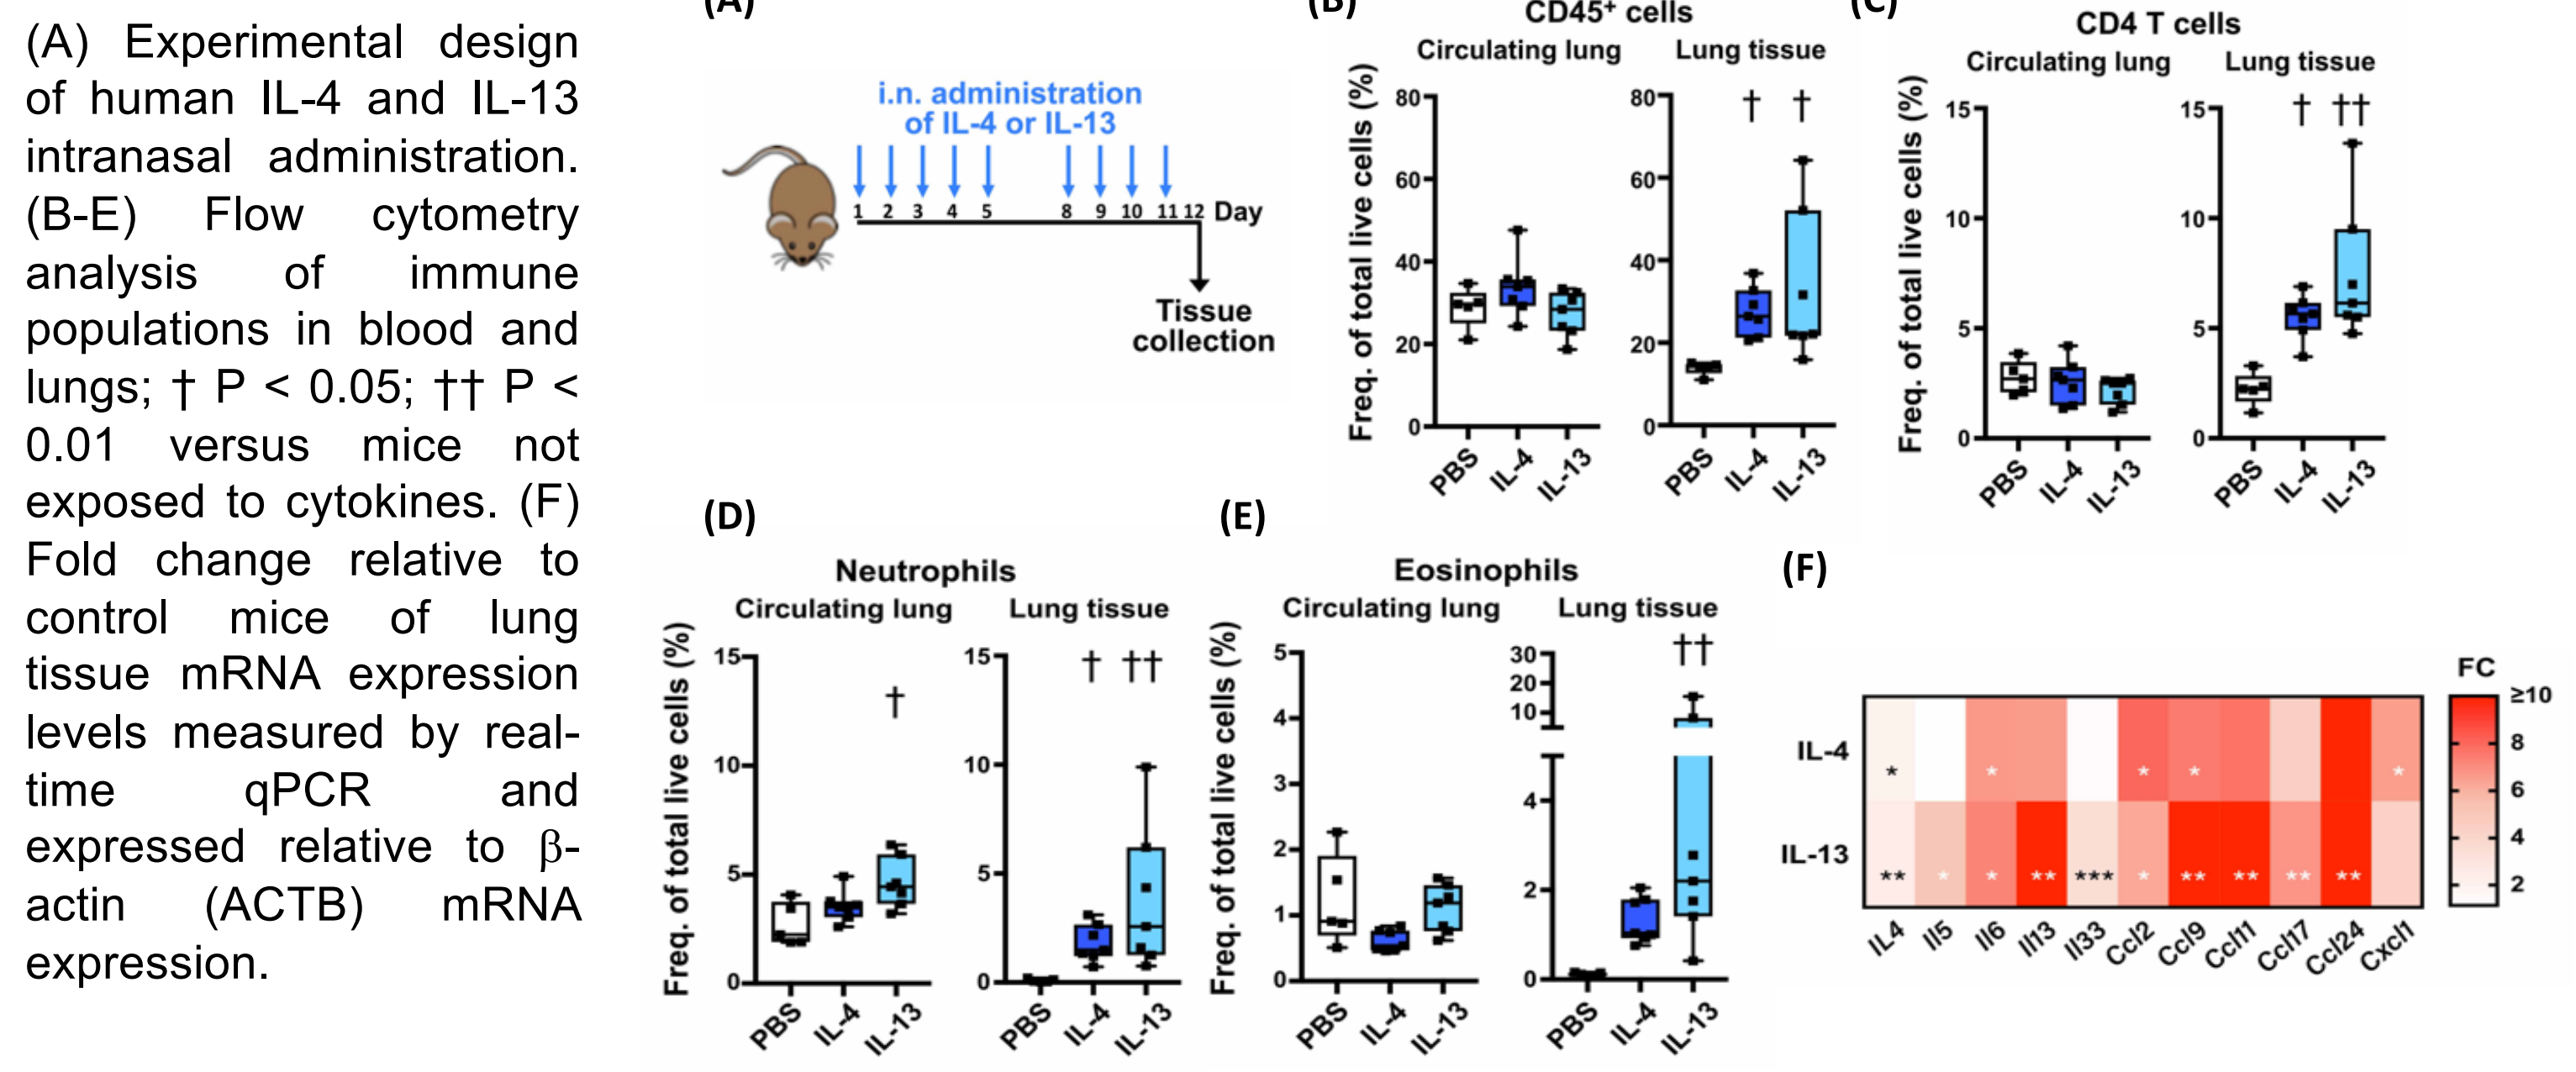 (A) Experimental design
of human IL-4 and IL-13
intranasal administration.
(B-E) Flow cytometry
analysis of immune
populations in blood and
lungs; † P < 0.05; †† P <
0.01 versus mice not
exposed to cytokines. (F)
Fold change relative to
control mice of lung
tissue mRNA expression
levels measured by real-
time qPCR and
expressed relative to β-
actin (ACTB) mRNA
expression.
(A)
i.n. administration
of IL-4 or IL-13
1 2 3 4 5 8 9 10 11 12 Day
Tissue
collection
(B)
CD45⁺ cells
Circulating lung
Lung tissue
Freq. of total live cells (%)
80
60
40
20
0
PBS
IL-4
IL-13
† †
80
60
40
20
0
PBS
IL-4
IL-13
(C)
CD4 T cells
Circulating lung
Lung tissue
Freq. of total live cells (%)
15
10
5
0
PBS
IL-4
IL-13
† ††
15
10
5
0
PBS
IL-4
IL-13
(D)
Neutrophils
Circulating lung
Lung tissue
Freq. of total live cells (%)
†
15
10
5
0
PBS
IL-4
IL-13
† ††
15
10
5
0
PBS
IL-4
IL-13
(E)
Eosinophils
Circulating lung
Lung tissue
Freq. of total live cells (%)
5
4
3
2
1
0
PBS
IL-4
IL-13
††
30
20
10
4
2
0
PBS
IL-4
IL-13
(F)
FC
≥10
8
6
4
2
IL-4
* * * * *
IL-13
** * * ** *** * ** ** ** **
IL4
Il5
Il6
Il13
Il33
Ccl2
Ccl9
Ccl11
Ccl17
Ccl24
Cxcl1